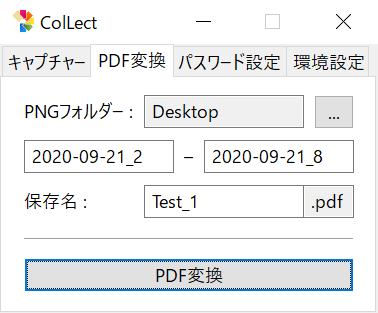 ColLect
キャプチャー PDF変換 パスワード設定 環境設定
PNGフォルダー : Desktop ...
2020-09-21_2 – 2020-09-21_8
保存名 : Test_1 .pdf
PDF変換